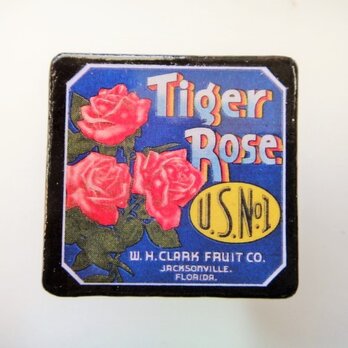 Tiger
Rose
U.S.No1
W. H. CLARK FRUIT CO.
JACKSONVILLE.
FLORIDA.